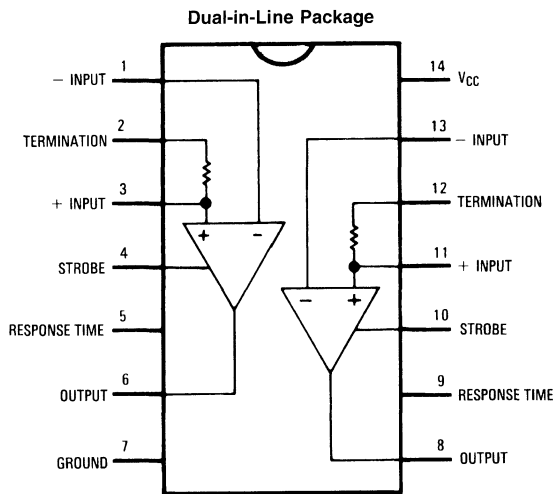 Dual-in-Line Package
1
− INPUT
2
TERMINATION
3
+ INPUT
4
STROBE
5
RESPONSE TIME
6
OUTPUT
7
GROUND
+ −
− +
14
VCC
13
− INPUT
12
TERMINATION
11
+ INPUT
10
STROBE
9
RESPONSE TIME
8
OUTPUT